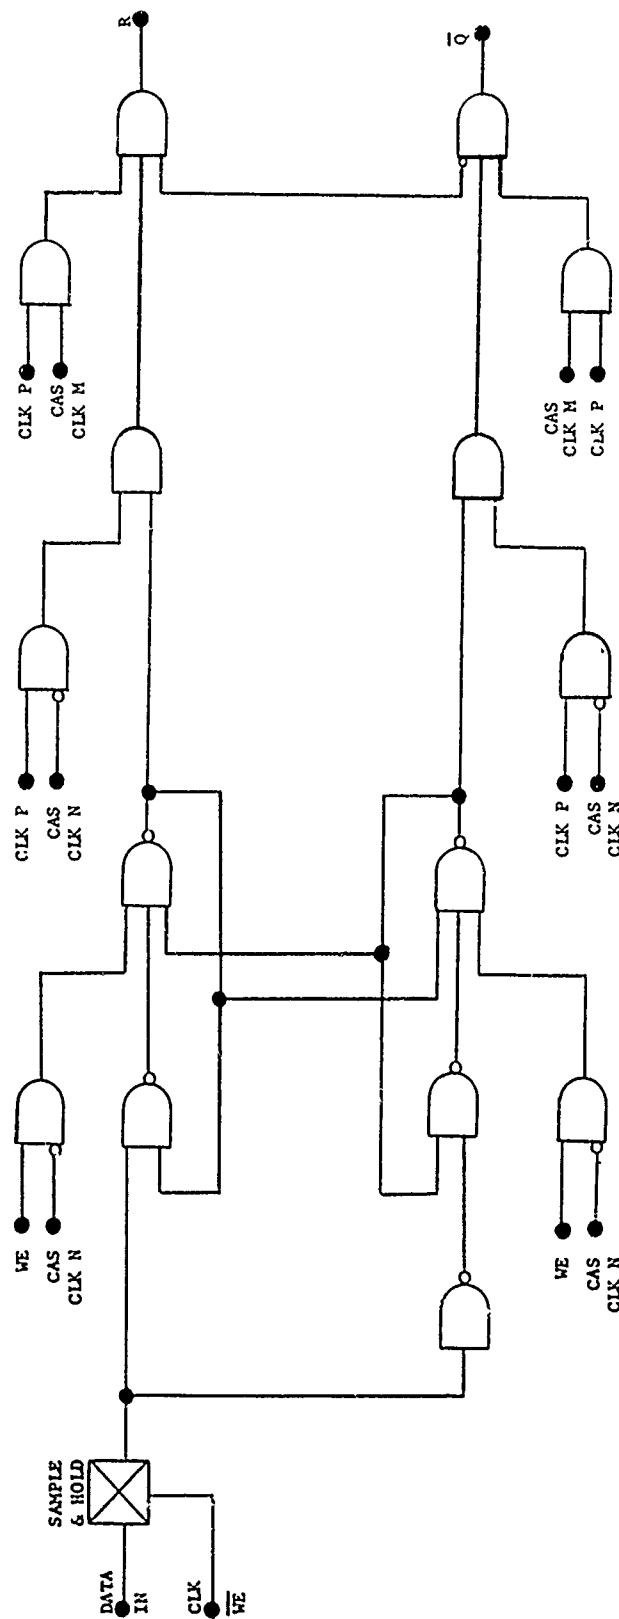 DATA
IN
CLK
WE
SAMPLE
& HOLD
WE
CAS
CLK N
CLK P
CAS
CLK N
CLK P
CAS
CLK M
R
WE
CAS
CLK N
CLK P
CAS
CLK N
CAS
CLK M
CLK P
Q